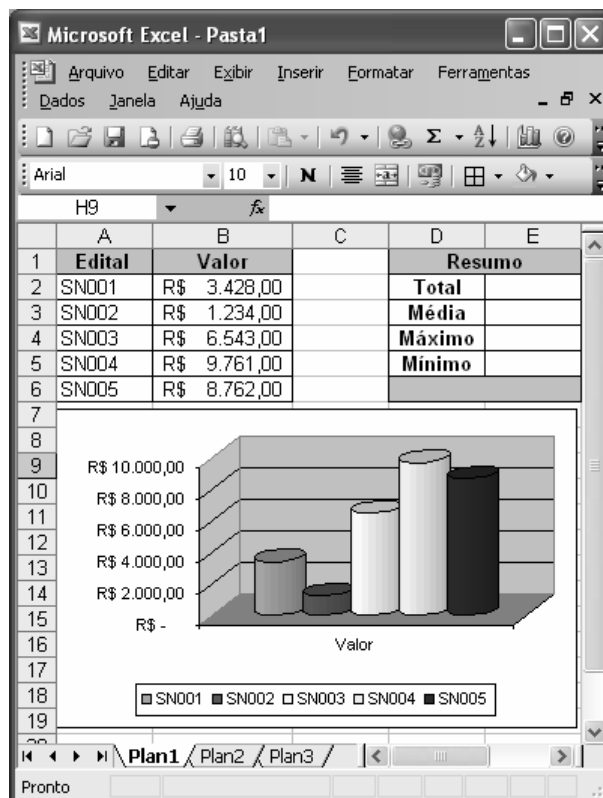 Microsoft Excel - Pasta1
Arquivo Editar Exibir Inserir Formatar Ferramentas
Dados Janela Ajuda
Arial 10 N
H9 fx
A B C D E
1 Edital Valor Resumo
2 SN001 R$ 3.428,00 Total
3 SN002 R$ 1.234,00 Média
4 SN003 R$ 6.543,00 Máximo
5 SN004 R$ 9.761,00 Mínimo
6 SN005 R$ 8.762,00
7
8
9 R$ 10.000,00
10
11 R$ 8.000,00
12 R$ 6.000,00
13 R$ 4.000,00
14 R$ 2.000,00
15 R$ -
16 Valor
17
18 SN001 SN002 SN003 SN004 SN005
19
Plan1 Plan2 Plan3
Pronto